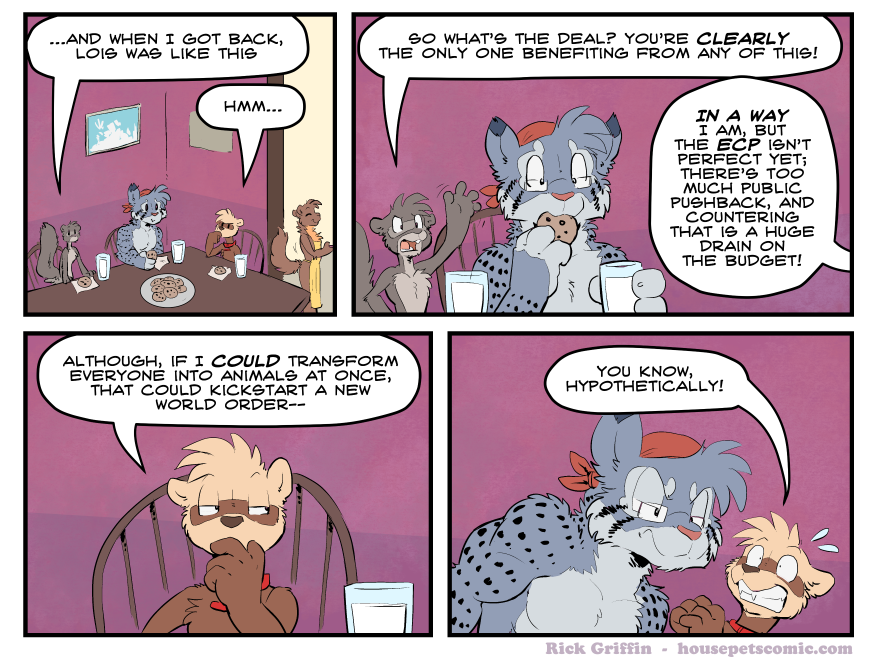 ...AND WHEN I GOT BACK,
LOIS WAS LIKE THIS
HMM...
SO WHAT'S THE DEAL? YOU'RE CLEARLY
THE ONLY ONE BENEFITING FROM ANY OF THIS!
IN A WAY
I AM, BUT
THE ECP ISN'T
PERFECT YET;
THERE'S TOO
MUCH PUBLIC
PUSHBACK, AND
COUNTERING
THAT IS A HUGE
DRAIN ON
THE BUDGET!
ALTHOUGH, IF I COULD TRANSFORM
EVERYONE INTO ANIMALS AT ONCE,
THAT COULD KICKSTART A NEW
WORLD ORDER--
YOU KNOW,
HYPOTHETICALLY!
Rick Griffin - housepetscomic.com